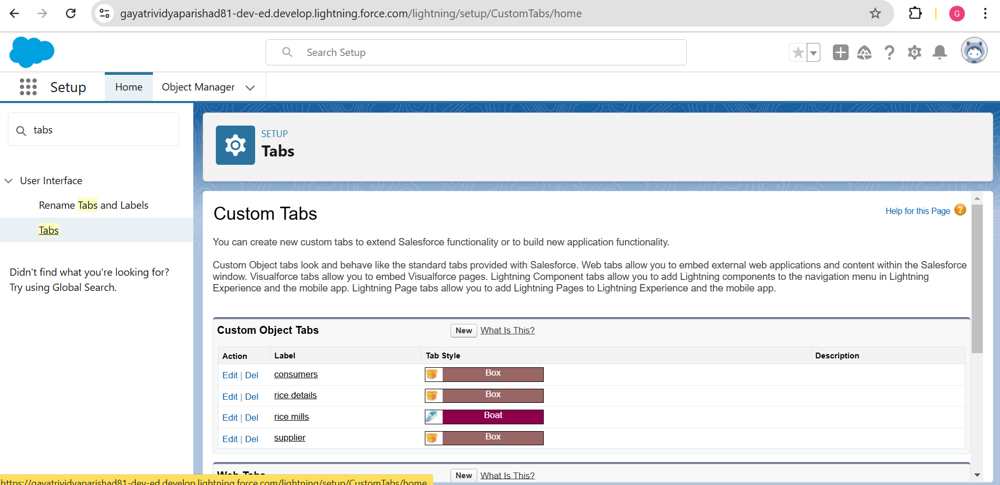 gayatrividyaparishad81-dev-ed.develop.lightning.force.com/lightning/setup/CustomTabs/home
G
Search Setup
Setup
Home
Object Manager
tabs
SETUP
Tabs
User Interface
Rename Tabs and Labels
Tabs
Didn't find what you're looking for?
Try using Global Search.
Custom Tabs
Help for this Page ?
You can create new custom tabs to extend Salesforce functionality or to build new application functionality.
Custom Object tabs look and behave like the standard tabs provided with Salesforce. Web tabs allow you to embed external web applications and content within the Salesforce
window. Visualforce tabs allow you to embed Visualforce pages. Lightning Component tabs allow you to add Lightning components to the navigation menu in Lightning
Experience and the mobile app. Lightning Page tabs allow you to add Lightning Pages to Lightning Experience and the mobile app.
Custom Object Tabs New What Is This?
Action Label Tab Style Description
Edit | Del consumers Box
Edit | Del rice details Box
Edit | Del rice mills Boat
Edit | Del supplier Box
Web Tabs New What Is This?
https://gayatrividyaparishad81-dev-ed.develop.lightning.force.com/lightning/setup/CustomTabs/home